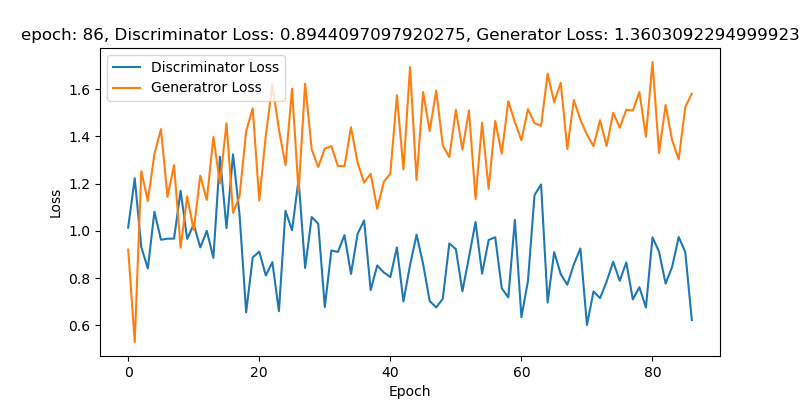 epoch: 86, Discriminator Loss: 0.8944097097920275, Generator Loss: 1.3603092294999923
Discriminator Loss
Generatror Loss
1.6
1.4
1.2
1.0
0.8
0.6
Loss
0
20
40
60
80
Epoch